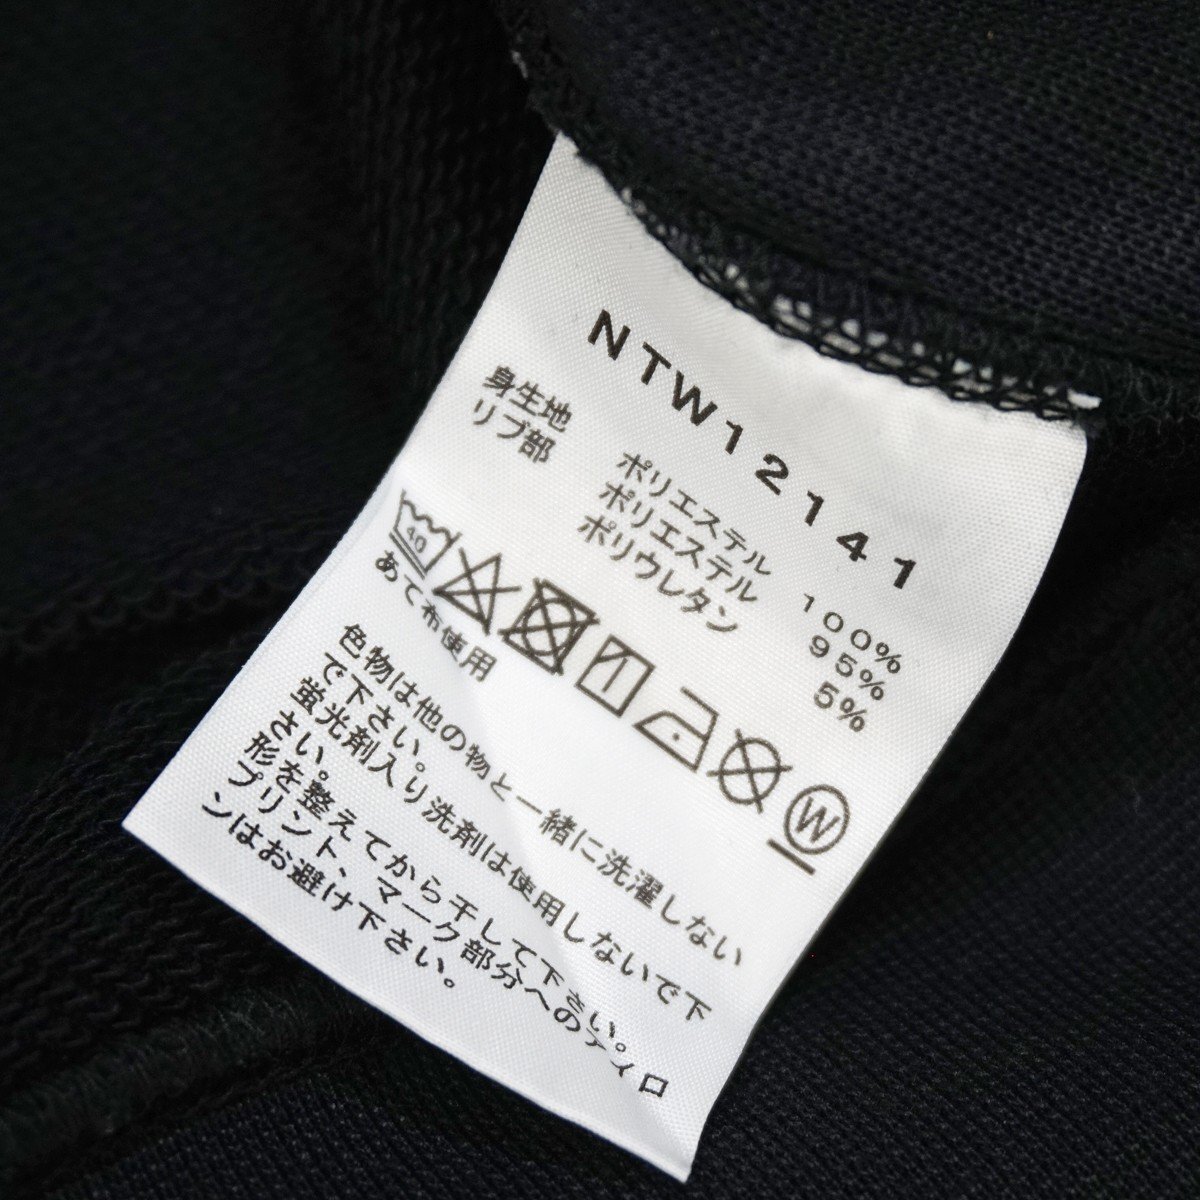 NTW12141
身生地 ポリエステル 100%
リブ部 ポリエステル 95%
ポリウレタン 5%
40 W
あて布使用
色物は他の物と一緒に洗濯しない
で下さい。
蛍光剤入り洗剤は使用しないで下
さい。
形を整えてから干して下さい。
プリント、マーク部分へのアイロ
ンはお避け下さい。